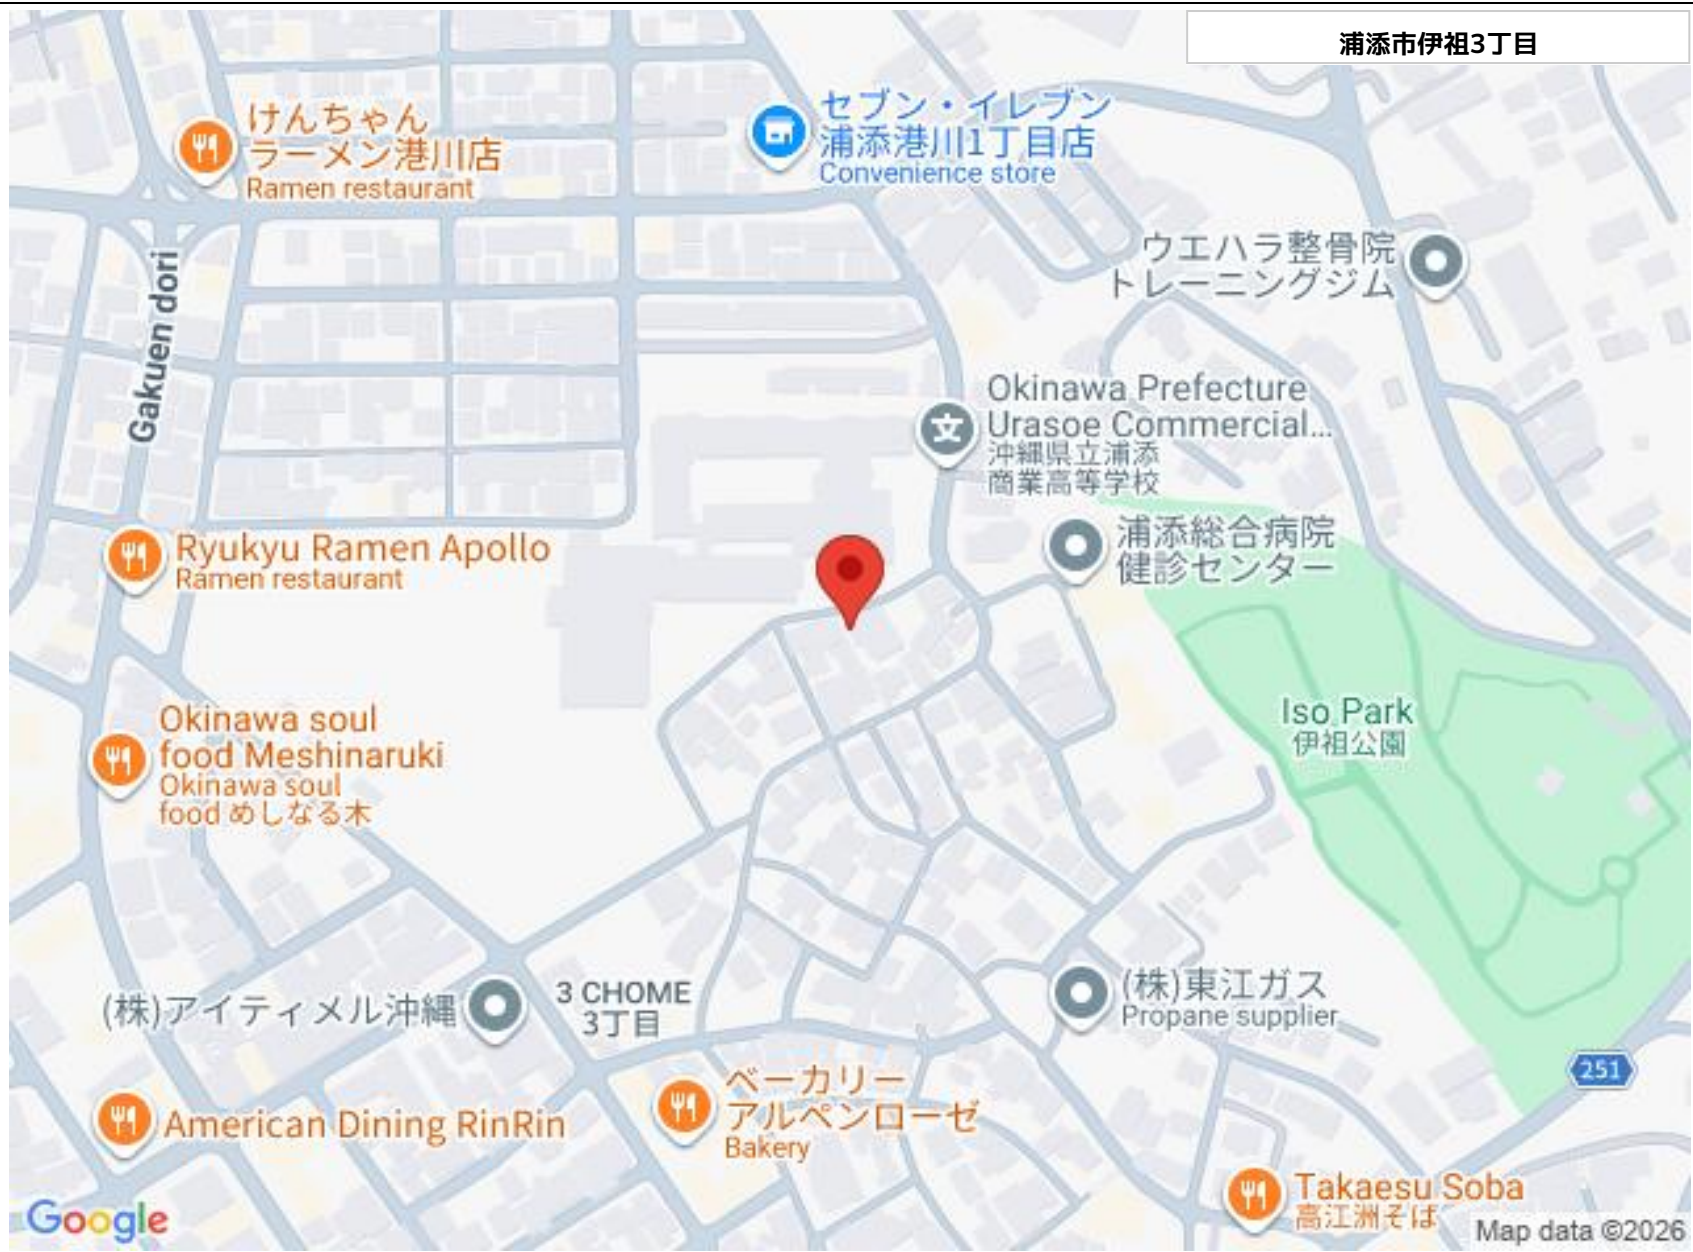 浦添市伊祖3丁目
けんちゃん
ラーメン港川店
Ramen restaurant
セブン・イレブン
浦添港川1丁目店
Convenience store
ウエハラ整骨院
トレーニングジム
Gakuen dori
Okinawa Prefecture
Urasoe Commercial...
沖縄県立浦添
商業高等学校
文
Ryukyu Ramen Apollo
Ramen restaurant
浦添総合病院
健診センター
Okinawa soul
food Meshinaruki
Okinawa soul
food めしなる木
Iso Park
伊祖公園
(株)アイティメル沖縄
3 CHOME
3丁目
(株)東江ガス
Propane supplier
251
ベーカリー
アルペンローゼ
Bakery
American Dining RinRin
Takaesu Soba
高江洲そば
Google
Map data ©2026